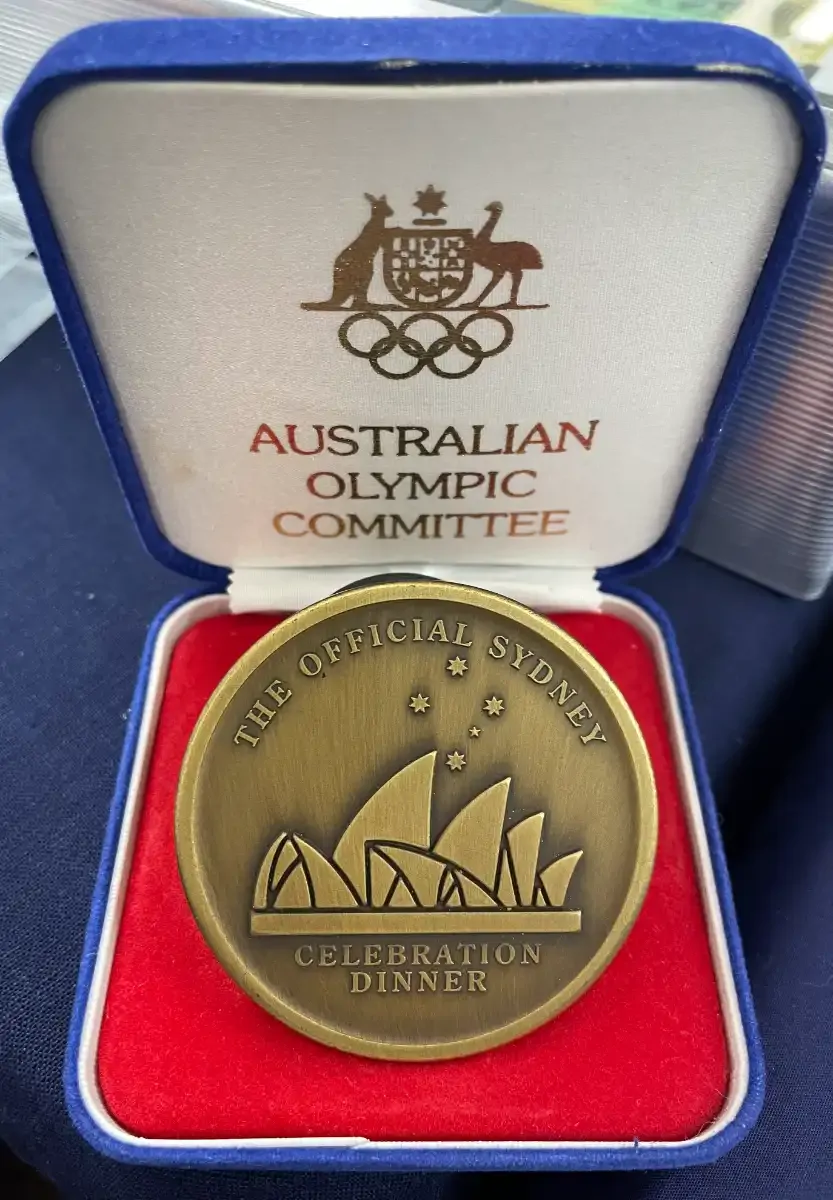 AUSTRALIAN
OLYMPIC
COMMITTEE
THE OFFICIAL SYDNEY
CELEBRATION
DINNER